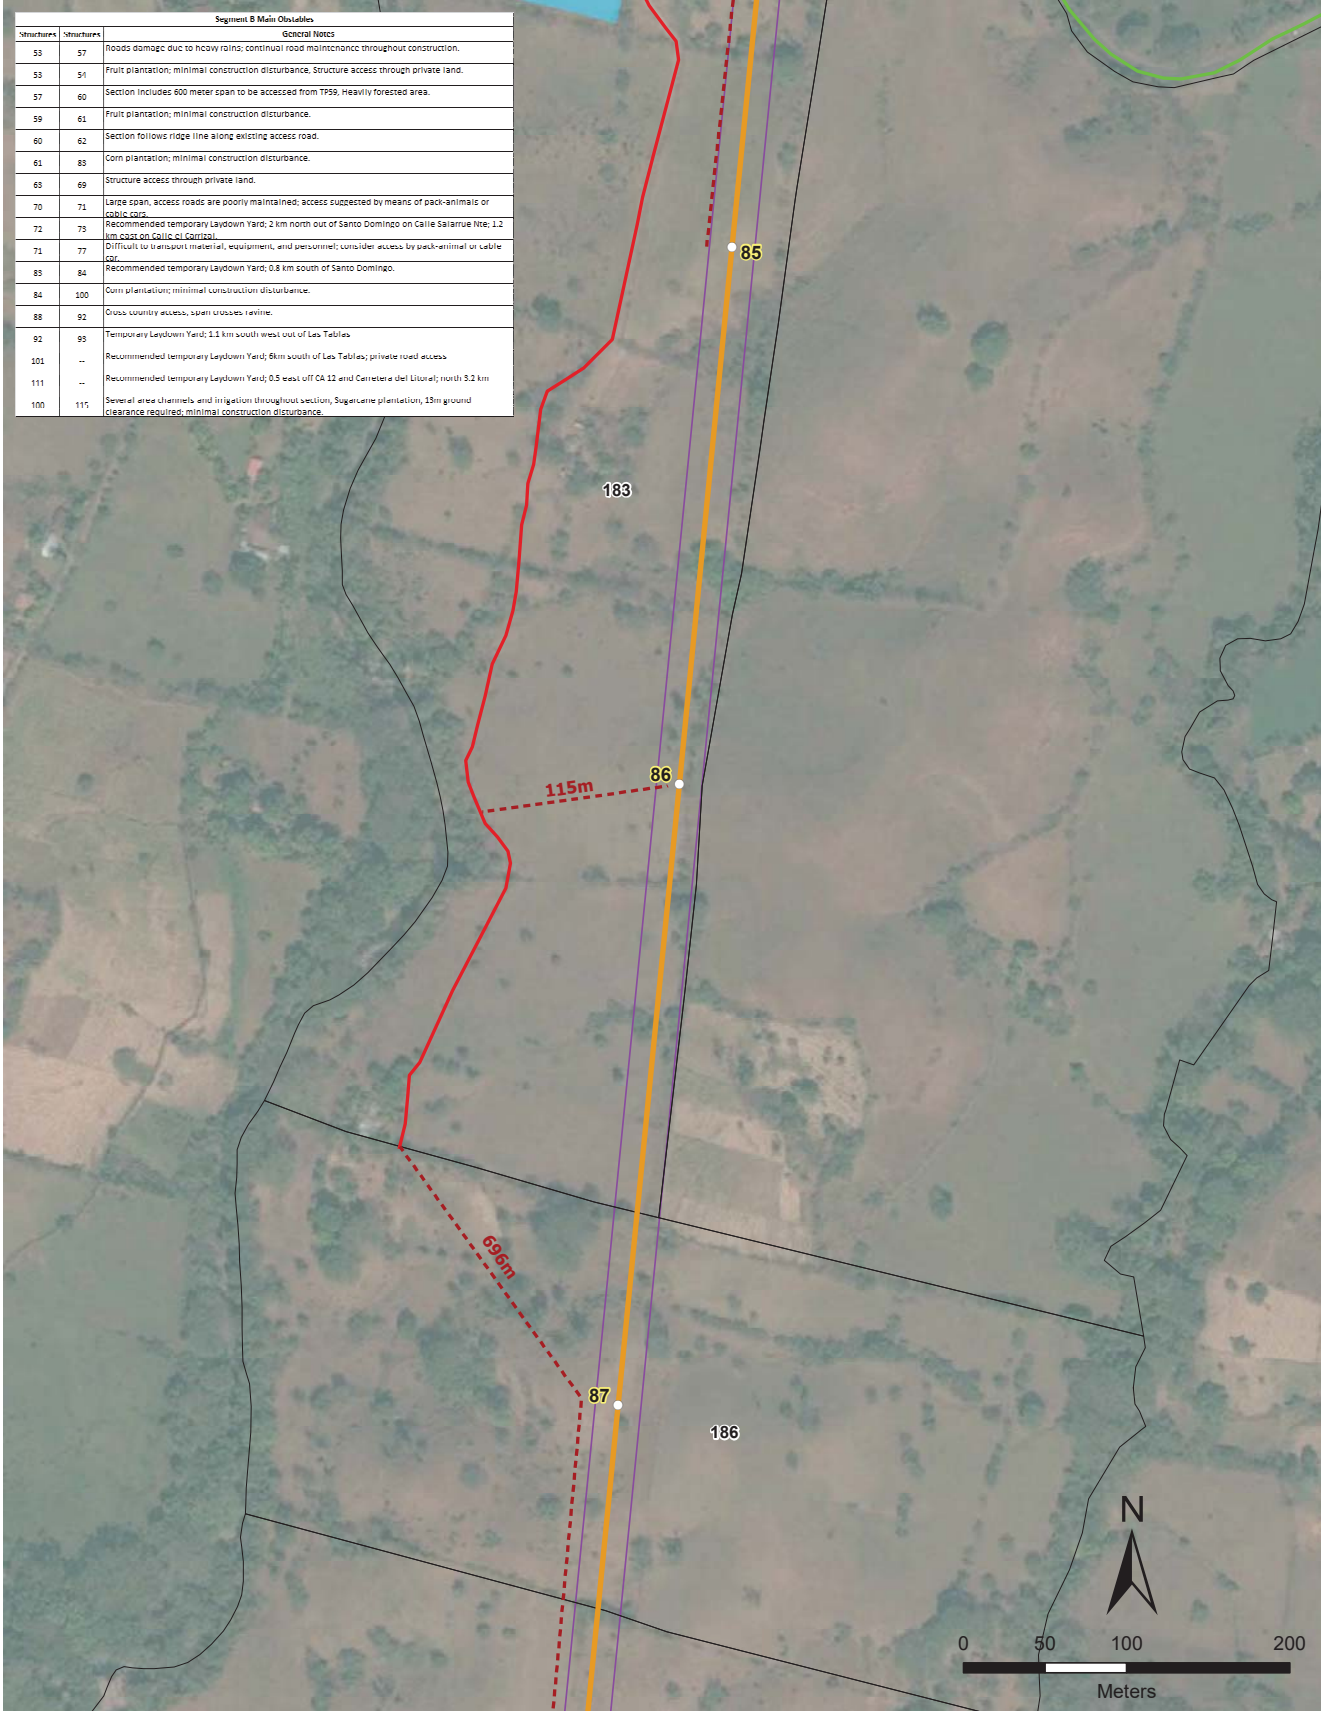 Segment B Main Obstables
Structures Structures General Notes
53 57 Roads damage due to heavy rains; continual road maintenance throughout construction.
53 54 Fruit plantation; minimal construction disturbance, Structure access through private land.
57 60 Section includes 600 meter span to be accessed from TP59, Heavily forested area.
59 61 Fruit plantation; minimal construction disturbance.
60 62 Section follows ridge line along existing access road.
61 83 Corn plantation; minimal construction disturbance.
63 69 Structure access through private land.
70 71 Large span, access roads are poorly maintained; access suggested by means of pack-animals or
cable cars.
72 73 Recommended temporary Laydown Yard; 2 km north out of Santo Domingo on Calle Salarrue Nte; 1.2
km east on Calle el Carrizal.
71 77 Difficult to transport material, equipment, and personnel; consider access by pack-animal or cable
car.
83 84 Recommended temporary Laydown Yard; 0.8 km south of Santo Domingo.
84 100 Corn plantation; minimal construction disturbance.
88 92 Cross country access, span crosses ravine.
92 93 Temporary Laydown Yard; 1.1 km south west out of Las Tablas
101 -- Recommended temporary Laydown Yard; 6km south of Las Tablas; private road access
111 -- Recommended temporary Laydown Yard; 0.5 east off CA 12 and Carretera del Litoral; north 3.2 km
100 115 Several area channels and irrigation throughout section, Sugarcane plantation, 13m ground
clearance required; minimal construction disturbance.
85
183
86
115m
696m
87
186
N
0 50 100 200
Meters